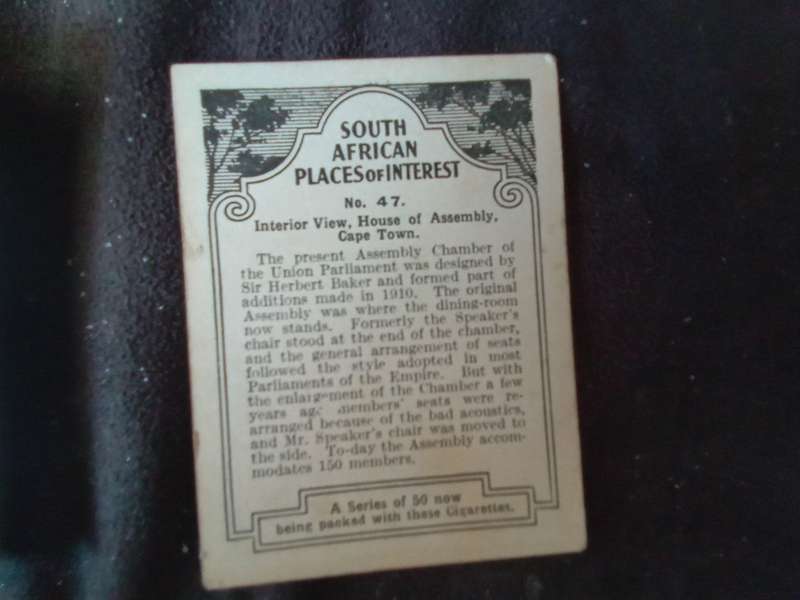 SOUTH
AFRICAN
PLACES OF INTEREST
No. 47.
Interior View, House of Assembly,
Cape Town.
The present Assembly Chamber of
the Union Parliament was designed by
Sir Herbert Baker and formed part of
additions made in 1910. The original
Assembly was where the dining-room
now stands. Formerly the Speaker's
chair stood at the end of the chamber,
and the general arrangement of seats
followed the style adopted in most
Parliaments of the Empire. But with
the enlargement of the Chamber a few
years ago members' seats were re-
arranged because of the bad acoustics,
and Mr. Speaker's chair was moved to
the side. To-day the Assembly accom-
modates 150 members.
A Series of 50 now
being packed with these Cigarettes.